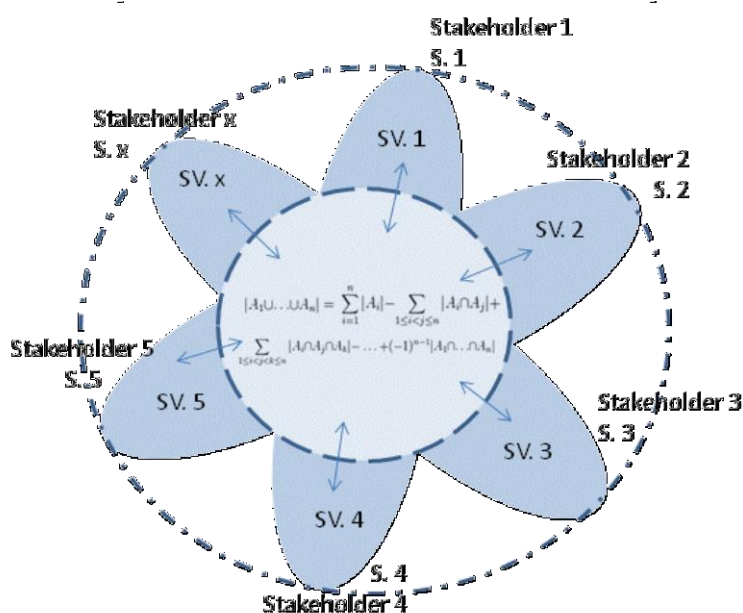 Stakeholder 1
S. 1
Stakeholder x
S. x
SV. 1
Stakeholder 2
S. 2
SV. x
SV. 2
|A₁∪…∪Aₙ| = ∑ⁿᵢ₌₁ |Aᵢ| − ∑1≤i<j≤n |Aᵢ∩Aⱼ| +
∑1≤i<j<k≤n |Aᵢ∩Aⱼ∩Aₖ| − … + (−1)ⁿ⁻¹ |A₁∩…∩Aₙ|
Stakeholder 5
S. 5
SV. 5
Stakeholder 3
S. 3
SV. 3
SV. 4
S. 4
Stakeholder 4